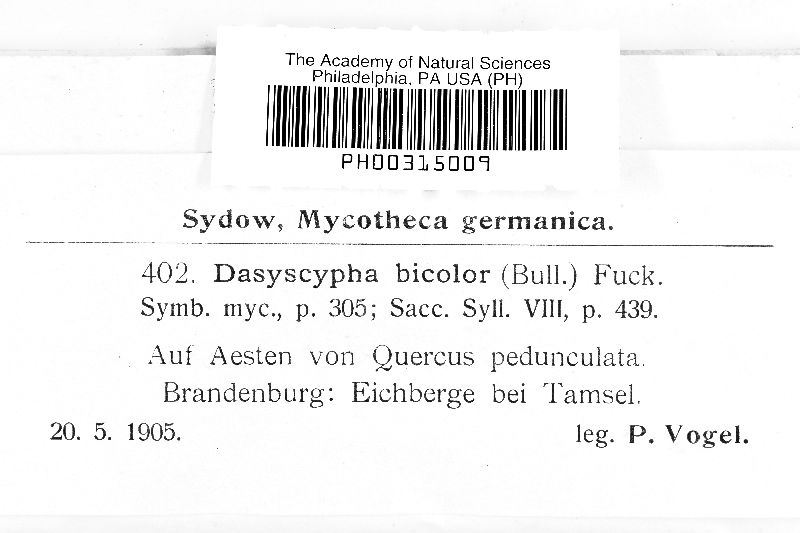 The Academy of Natural Sciences
Philadelphia, PA USA (PH)
PH00315009
Sydow, Mycotheca germanica.
402. Dasyscypha bicolor (Bull.) Fuck.
Symb. myc., p. 305; Sacc. Syll. VIII, p. 439.
Auf Aesten von Quercus pedunculata.
Brandenburg: Eichberge bei Tamsel.
20. 5. 1905. leg. P. Vogel.